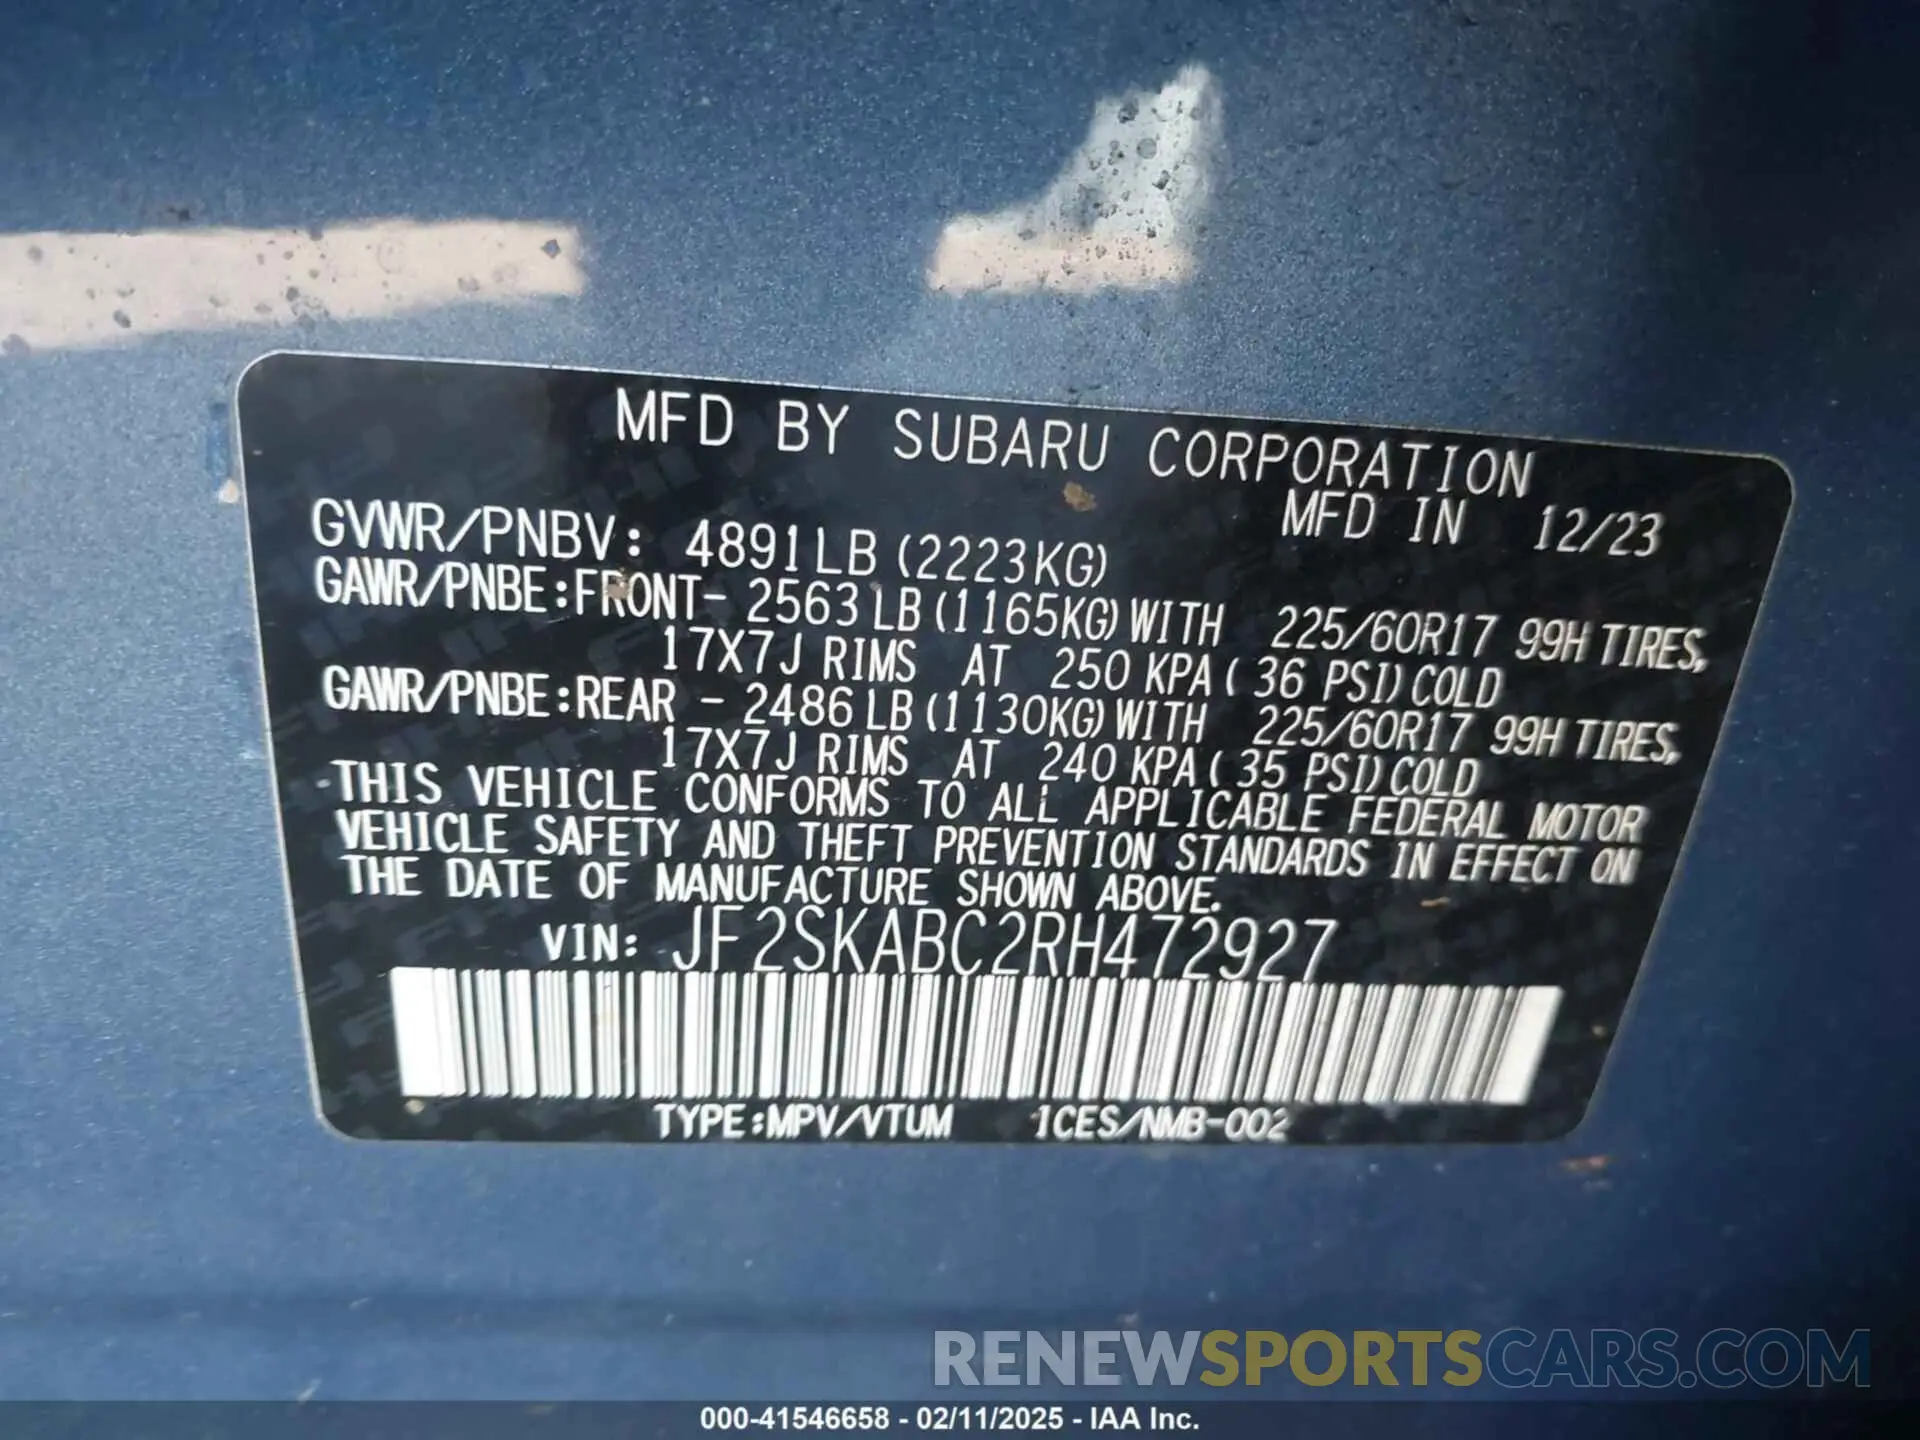 MFD BY SUBARU CORPORATION
MFD IN 12/23
GVWR/PNBV: 4891LB (2223KG)
GAWR/PNBE:FRONT- 2563LB(1165KG)WITH 225/60R17 99H TIRES,
17X7J RIMS AT 250 KPA( 36 PSI)COLD
GAWR/PNBE:REAR - 2486LB(1130KG)WITH 225/60R17 99H TIRES,
17X7J RIMS AT 240 KPA( 35 PSI)COLD
THIS VEHICLE CONFORMS TO ALL APPLICABLE FEDERAL MOTOR
VEHICLE SAFETY AND THEFT PREVENTION STANDARDS IN EFFECT ON
THE DATE OF MANUFACTURE SHOWN ABOVE.
VIN: JF2SKABC2RH472927
TYPE:MPV/VTUM 1CES/NMB-002
RENEWSPORTSCARS.COM
000-41546658 - 02/11/2025 - IAA Inc.